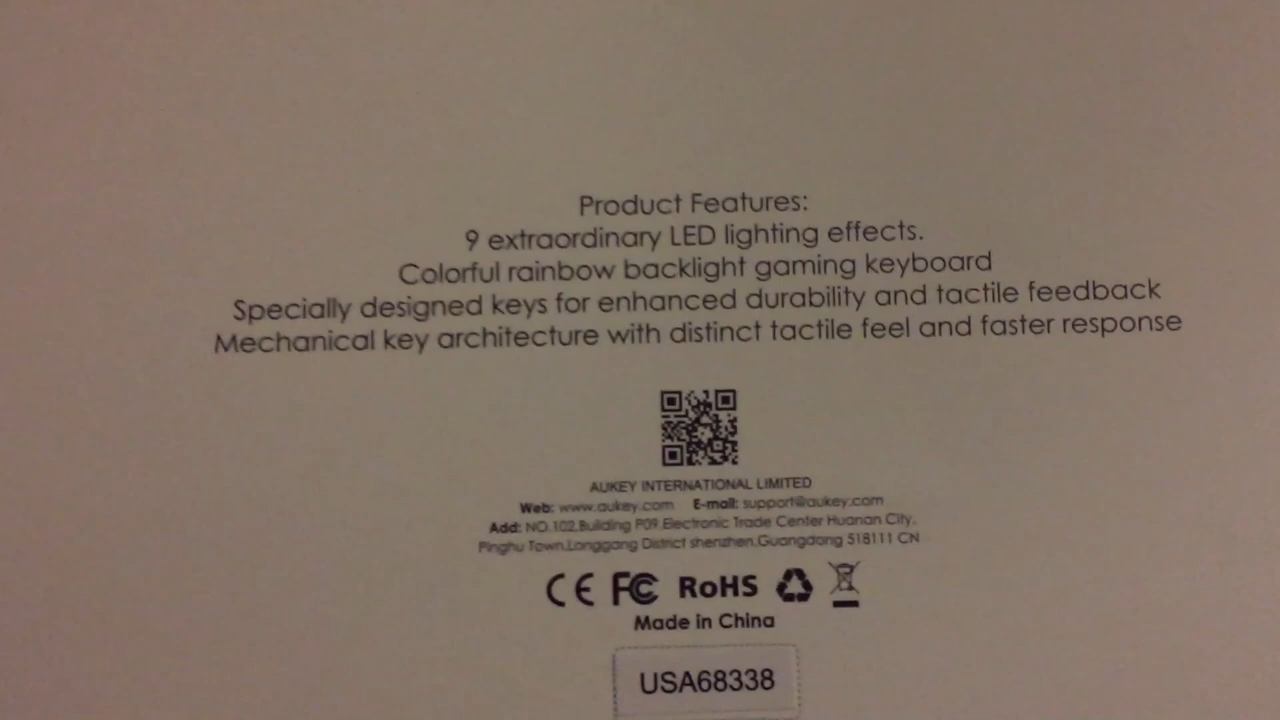 Product Features:
9 extraordinary LED lighting effects.
Colorful rainbow backlight gaming keyboard
Specially designed keys for enhanced durability and tactile feedback
Mechanical key architecture with distinct tactile feel and faster response
AUKEY INTERNATIONAL LIMITED
Web: www.aukey.com E-mail: support@aukey.com
Add: NO.102,Building P09,Electronic Trade Center Huanan City,
Pinghu Town,Longgang District shenzhen,Guangdong 518111 CN
CE FC RoHS
Made in China
USA68338